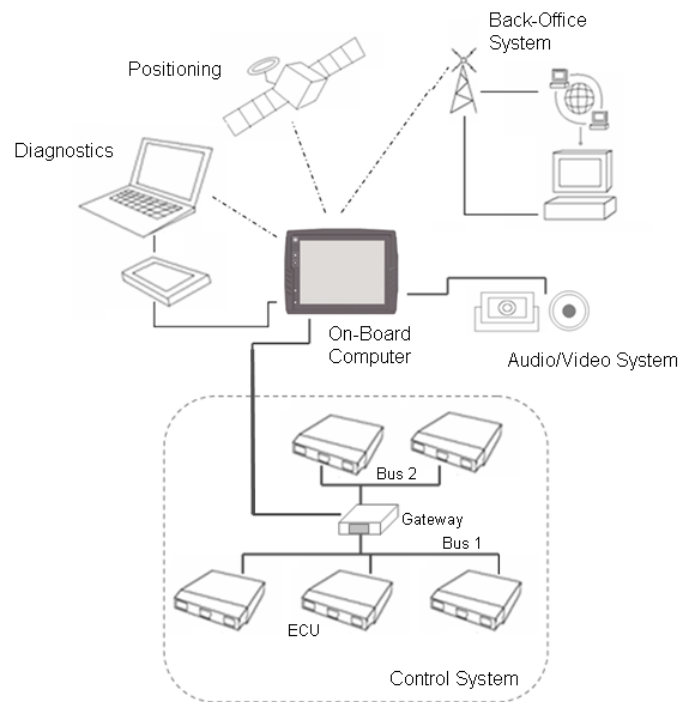 Back-Office
System
Positioning
Diagnostics
On-Board
Computer
Audio/Video System
Bus 2
Gateway
Bus 1
ECU
Control System